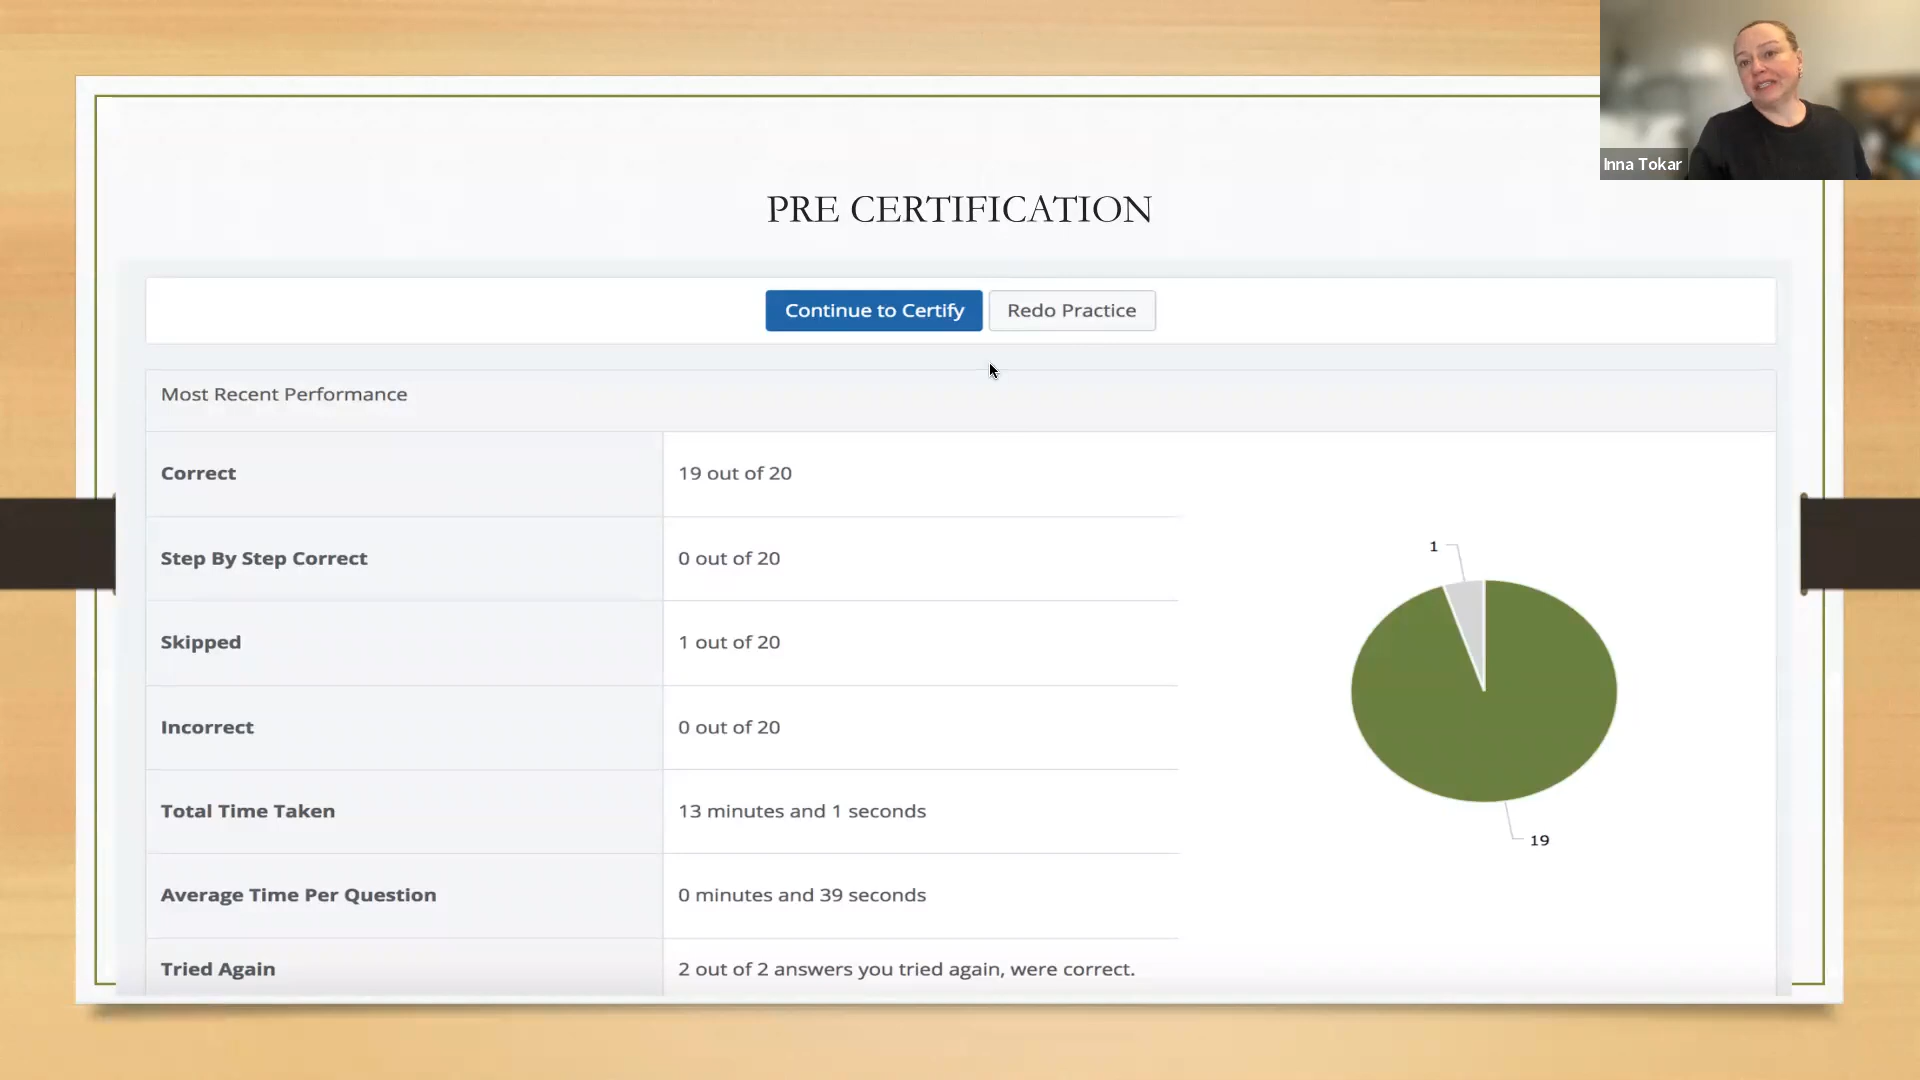 Inna Tokar
PRE CERTIFICATION
Continue to Certify
Redo Practice
Most Recent Performance
Correct
19 out of 20
Step By Step Correct
0 out of 20
Skipped
1 out of 20
Incorrect
0 out of 20
Total Time Taken
13 minutes and 1 seconds
Average Time Per Question
0 minutes and 39 seconds
Tried Again
2 out of 2 answers you tried again, were correct.
1
19